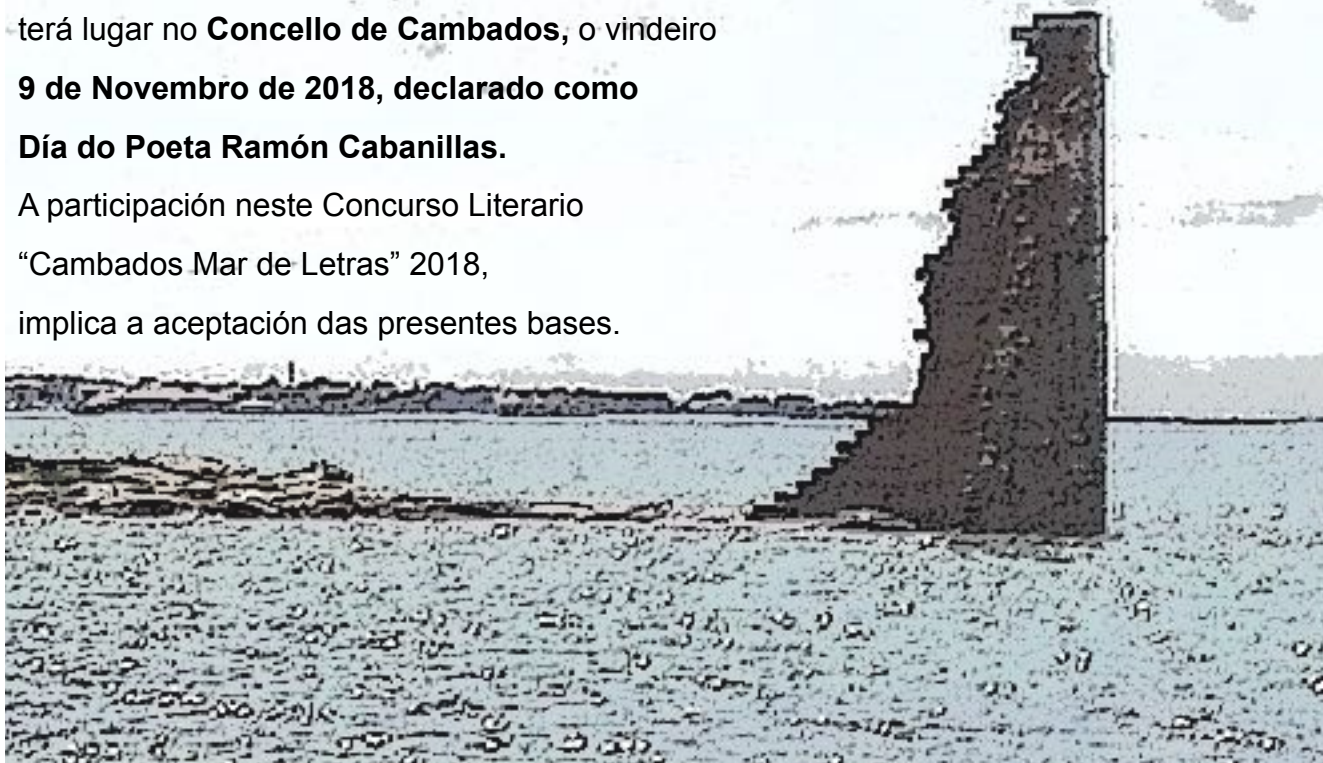 terá lugar no Concello de Cambados, o vindeiro
9 de Novembro de 2018, declarado como
Día do Poeta Ramón Cabanillas.
A participación neste Concurso Literario
“Cambados Mar de Letras” 2018,
implica a aceptación das presentes bases.